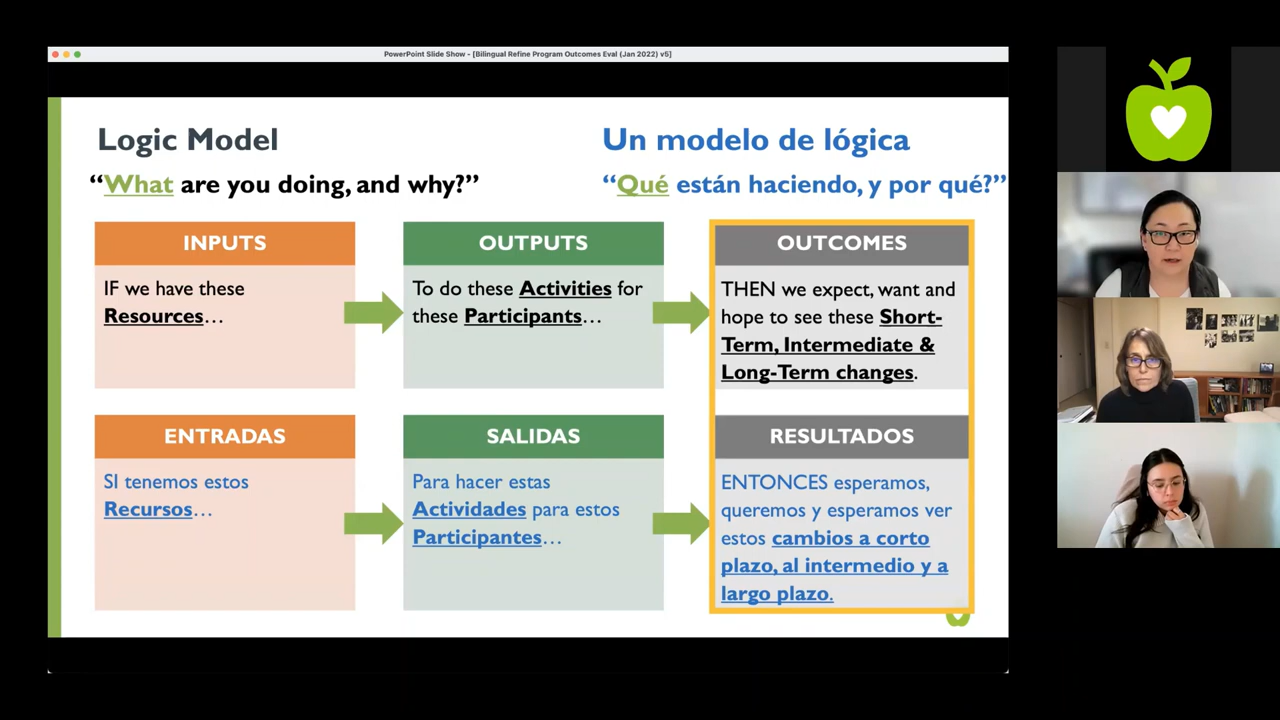 PowerPoint Slide Show - [Bilingual Refine Program Outcomes Eval (Jan 2022) v5]
Logic Model
“What are you doing, and why?”
Un modelo de lógica
“Qué están haciendo, y por qué?”
INPUTS
IF we have these
Resources…
OUTPUTS
To do these Activities for
these Participants…
OUTCOMES
THEN we expect, want and
hope to see these Short-
Term, Intermediate &
Long-Term changes.
ENTRADAS
SI tenemos estos
Recursos…
SALIDAS
Para hacer estas
Actividades para estos
Participantes…
RESULTADOS
ENTONCES esperamos,
queremos y esperamos ver
estos cambios a corto
plazo, al intermedio y a
largo plazo.